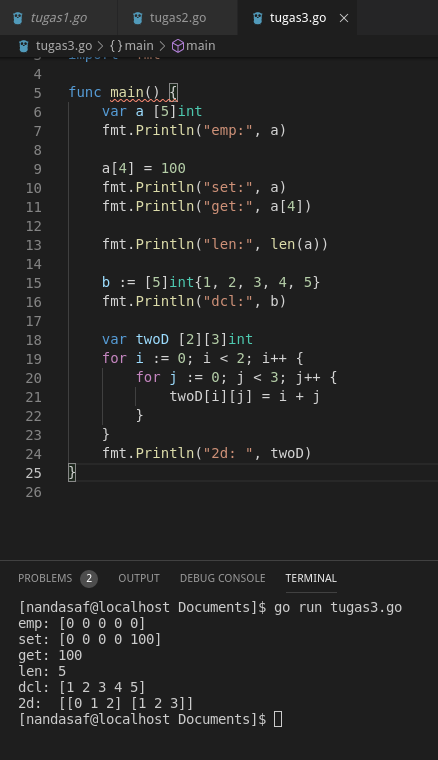 tugas1.go tugas2.go tugas3.go ×
tugas3.go > {} main > main
3 import "fmt"
4
5 func main() {
6 var a [5]int
7 fmt.Println("emp:", a)
8
9 a[4] = 100
10 fmt.Println("set:", a)
11 fmt.Println("get:", a[4])
12
13 fmt.Println("len:", len(a))
14
15 b := [5]int{1, 2, 3, 4, 5}
16 fmt.Println("dcl:", b)
17
18 var twoD [2][3]int
19 for i := 0; i < 2; i++ {
20 for j := 0; j < 3; j++ {
21 twoD[i][j] = i + j
22 }
23 }
24 fmt.Println("2d: ", twoD)
25 }
26
PROBLEMS 2 OUTPUT DEBUG CONSOLE TERMINAL
[nandasaf@localhost Documents]$ go run tugas3.go
emp: [0 0 0 0 0]
set: [0 0 0 0 100]
get: 100
len: 5
dcl: [1 2 3 4 5]
2d:  [[0 1 2] [1 2 3]]
[nandasaf@localhost Documents]$